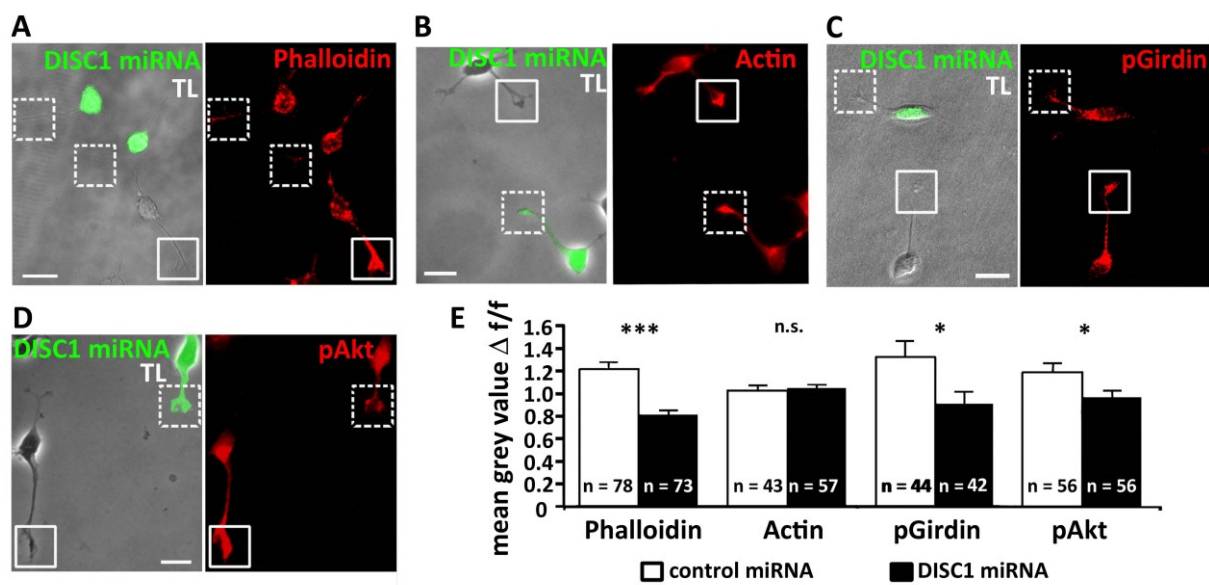 A
DISC1 miRNA
TL
Phalloidin
B
DISC1 miRNA
TL
Actin
C
DISC1 miRNA
TL
pGirdin
D
DISC1 miRNA
TL
pAkt
E
mean grey value Δ f/f
1.6
1.4
1.2
1.0
0.8
0.6
0.4
0.2
0
***
n.s.
*
*
n = 78
n = 73
n = 43
n = 57
n = 44
n = 42
n = 56
n = 56
Phalloidin
Actin
pGirdin
pAkt
control miRNA
DISC1 miRNA